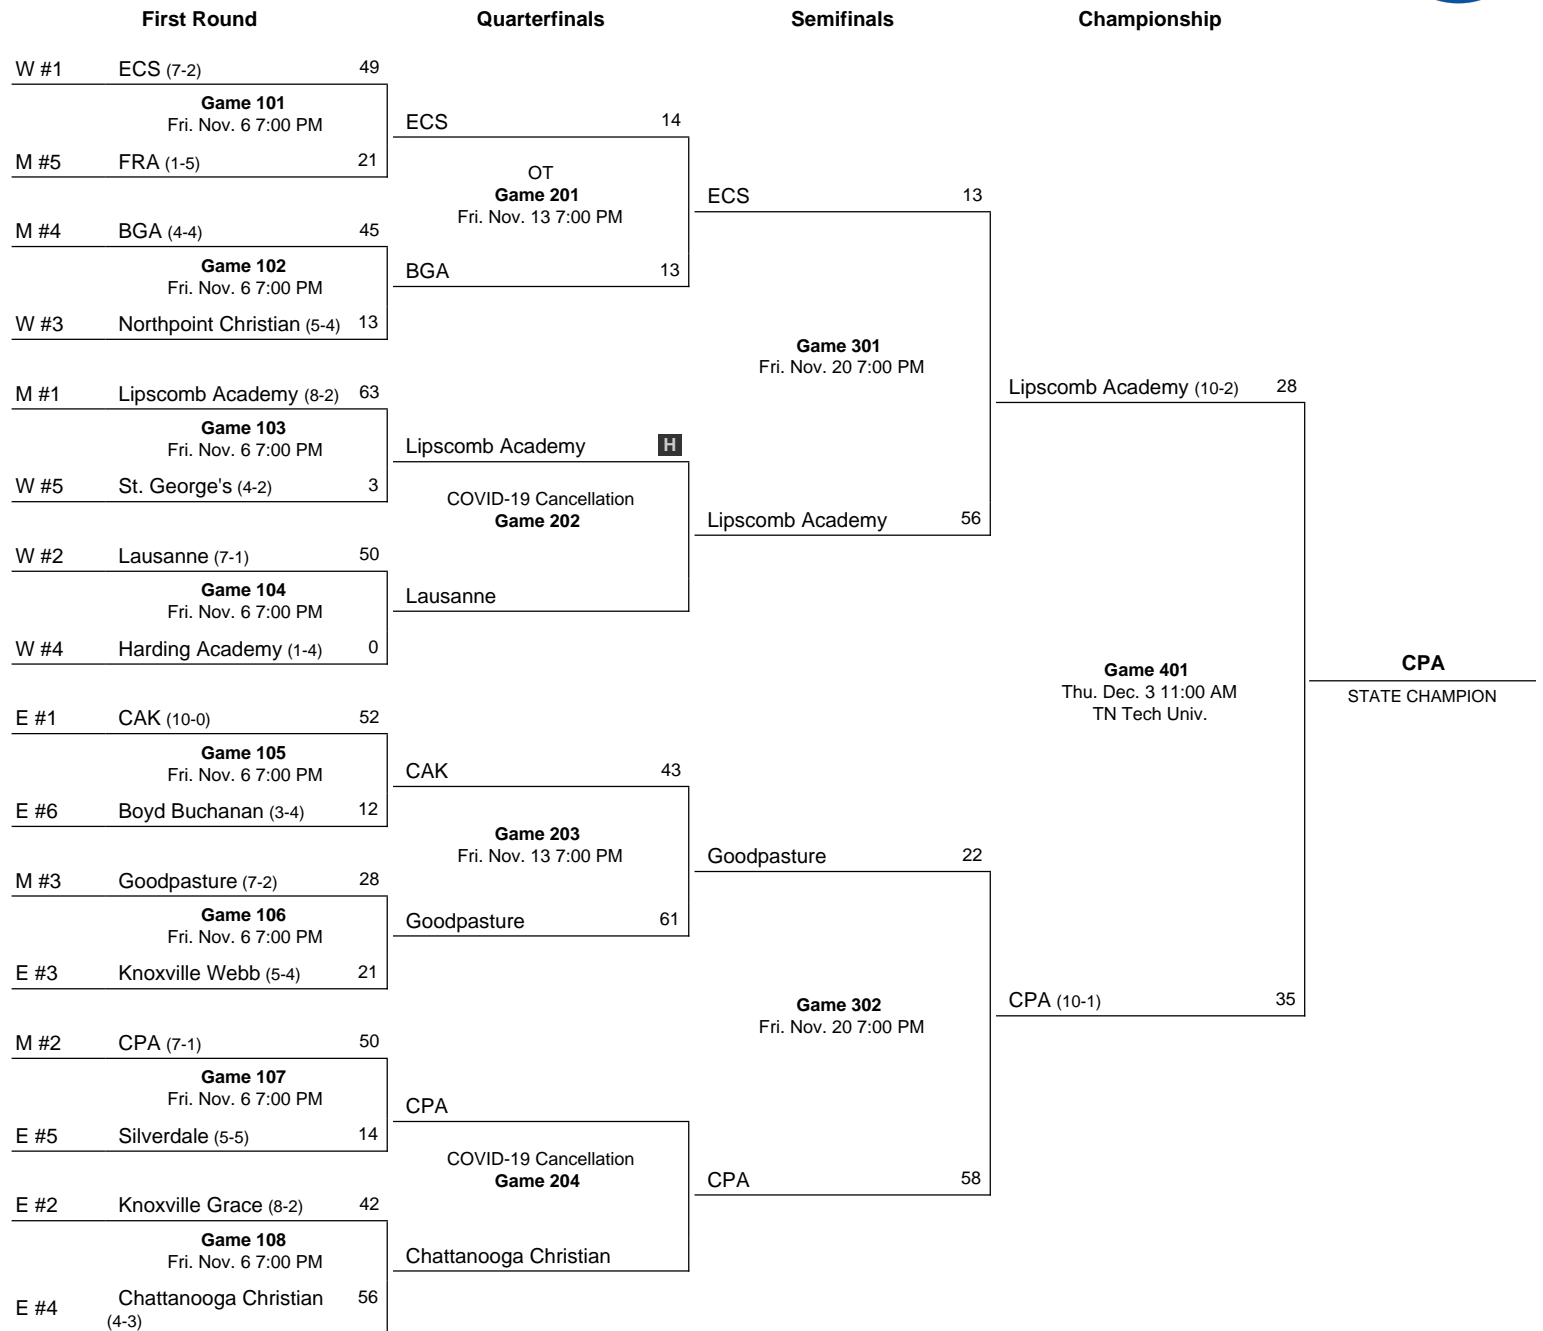 First Round Quarterfinals Semifinals Championship
W #1 ECS (7-2) 49
Game 101
Fri. Nov. 6 7:00 PM
M #5 FRA (1-5) 21
M #4 BGA (4-4) 45
Game 102
Fri. Nov. 6 7:00 PM
W #3 Northpoint Christian (5-4) 13
M #1 Lipscomb Academy (8-2) 63
Game 103
Fri. Nov. 6 7:00 PM
W #5 St. George's (4-2) 3
W #2 Lausanne (7-1) 50
Game 104
Fri. Nov. 6 7:00 PM
W #4 Harding Academy (1-4) 0
E #1 CAK (10-0) 52
Game 105
Fri. Nov. 6 7:00 PM
E #6 Boyd Buchanan (3-4) 12
M #3 Goodpasture (7-2) 28
Game 106
Fri. Nov. 6 7:00 PM
E #3 Knoxville Webb (5-4) 21
M #2 CPA (7-1) 50
Game 107
Fri. Nov. 6 7:00 PM
E #5 Silverdale (5-5) 14
E #2 Knoxville Grace (8-2) 42
Game 108
Fri. Nov. 6 7:00 PM
E #4 Chattanooga Christian 56
(4-3)
ECS 14
OT
Game 201
Fri. Nov. 13 7:00 PM
BGA 13
Lipscomb Academy H
COVID-19 Cancellation
Game 202
Lausanne
CAK 43
Game 203
Fri. Nov. 13 7:00 PM
Goodpasture 61
CPA
COVID-19 Cancellation
Game 204
Chattanooga Christian
ECS 13
Game 301
Fri. Nov. 20 7:00 PM
Lipscomb Academy 56
Goodpasture 22
Game 302
Fri. Nov. 20 7:00 PM
CPA 58
Lipscomb Academy (10-2) 28
Game 401
Thu. Dec. 3 11:00 AM
TN Tech Univ.
CPA (10-1) 35
CPA
STATE CHAMPION